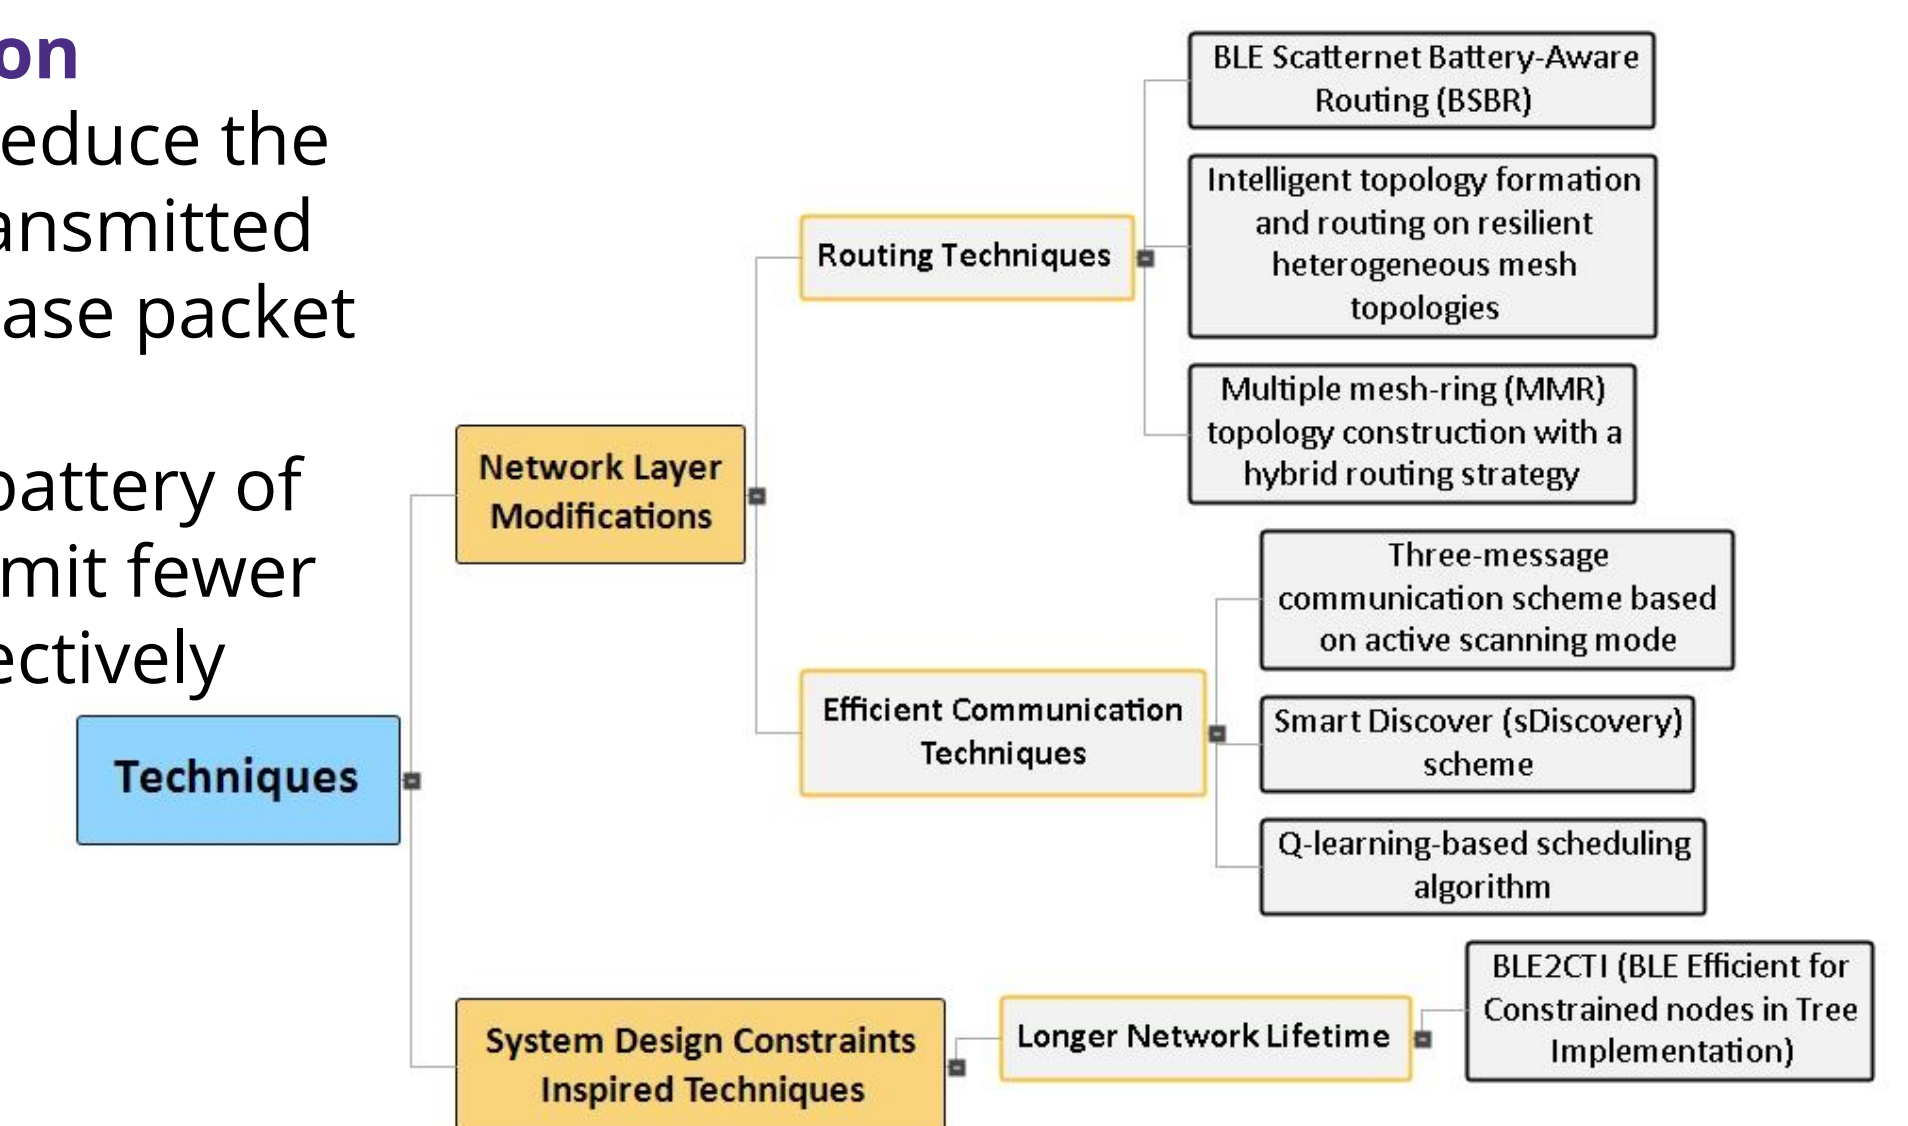 on
educe the
ansmitted
ase packet
battery of
mit fewer
ectively
Techniques
Network Layer
Modifications
Routing Techniques
BLE Scatternet Battery-Aware
Routing (BSBR)
Intelligent topology formation
and routing on resilient
heterogeneous mesh
topologies
Multiple mesh-ring (MMR)
topology construction with a
hybrid routing strategy
Efficient Communication
Techniques
Three-message
communication scheme based
on active scanning mode
Smart Discover (sDiscovery)
scheme
Q-learning-based scheduling
algorithm
System Design Constraints
Inspired Techniques
Longer Network Lifetime
BLE2CTI (BLE Efficient for
Constrained nodes in Tree
Implementation)